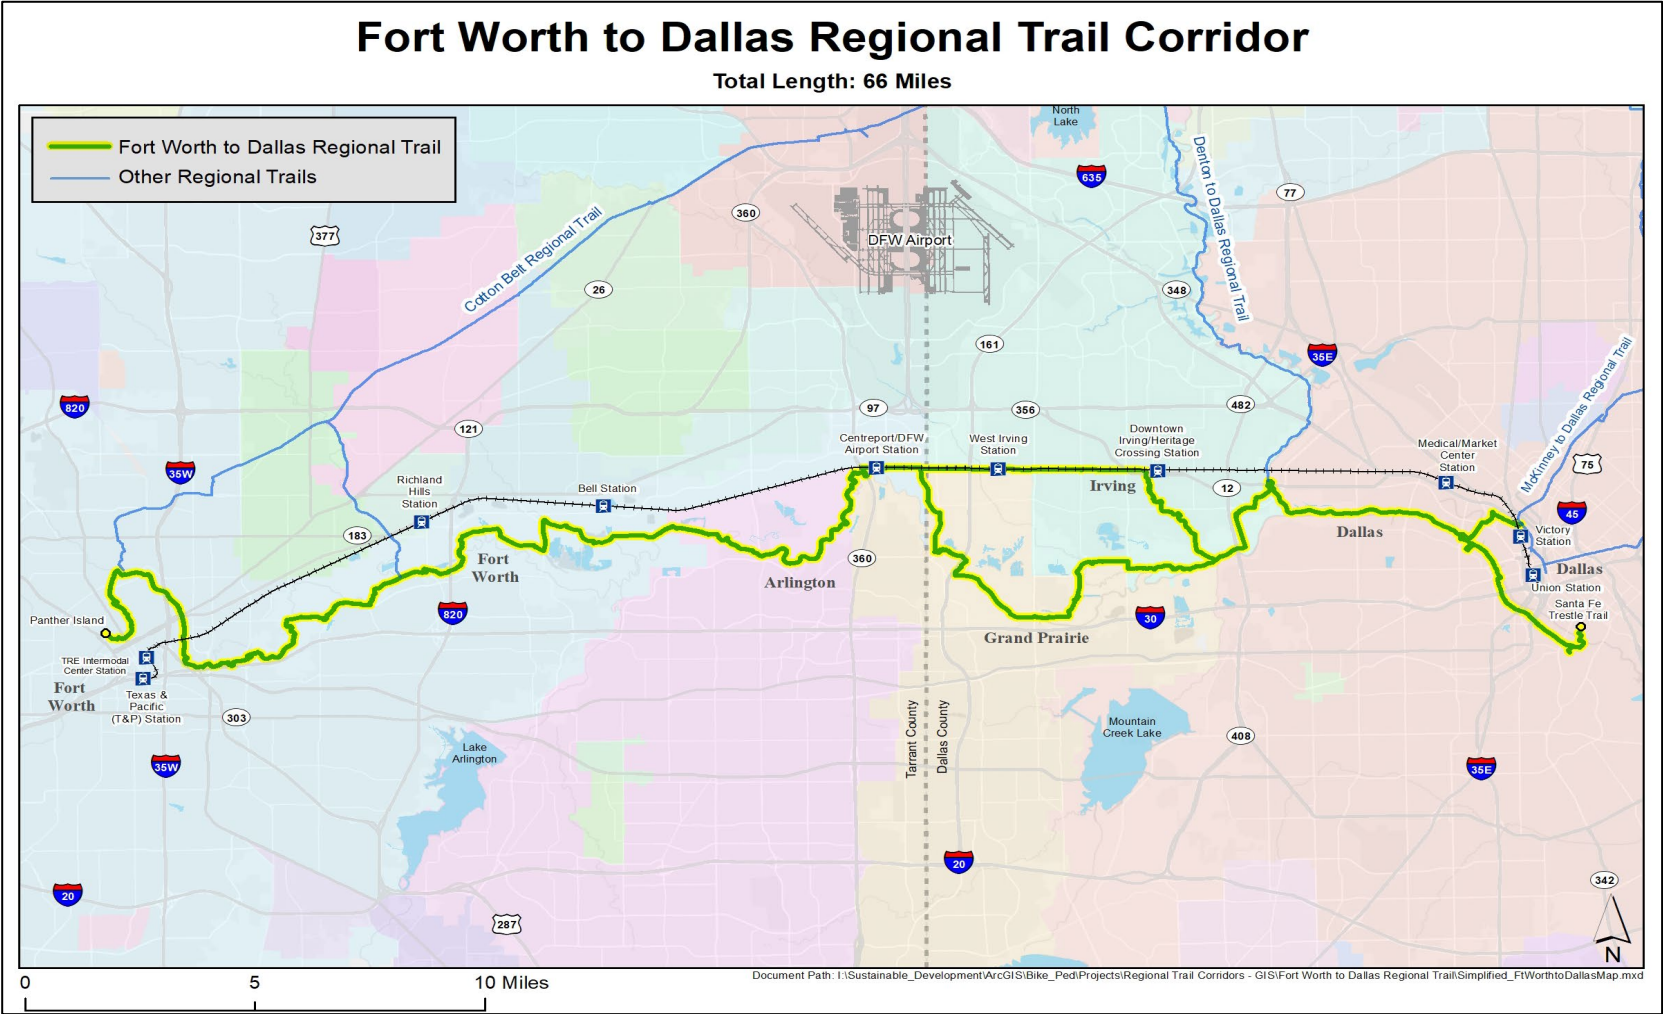 Fort Worth to Dallas Regional Trail Corridor
Total Length: 66 Miles
Fort Worth to Dallas Regional Trail
Other Regional Trails
North
Lake
635
77
Denton to Dallas Regional Trail
360
377
DFW Airport
Cotton Belt Regional Trail
26
348
161
35E
McKinney to Dallas Regional Trail
820
97
356
482
121
Centreport/DFW
Airport Station
West Irving
Station
Downtown
Irving/Heritage
Crossing Station
Medical/Market
Center
Station
75
35W
Richland
Hills
Station
Bell Station
Irving
12
45
183
Dallas
Victory
Station
Fort
Worth
360
Arlington
Dallas
Union Station
Santa Fe
Trestle Trail
Panther Island
820
30
Grand Prairie
TRE Intermodal
Center Station
Fort
Worth
Texas &
Pacific
(T&P) Station
303
Tarrant County
Dallas County
Mountain
Creek Lake
408
Lake
Arlington
35W
35E
20
20
342
287
N
Document Path: I:\Sustainable_Development\ArcGIS\Bike_Ped\Projects\Regional Trail Corridors - GIS\Fort Worth to Dallas Regional Trail\Simplified_FtWorthtoDallasMap.mxd
0 5 10 Miles